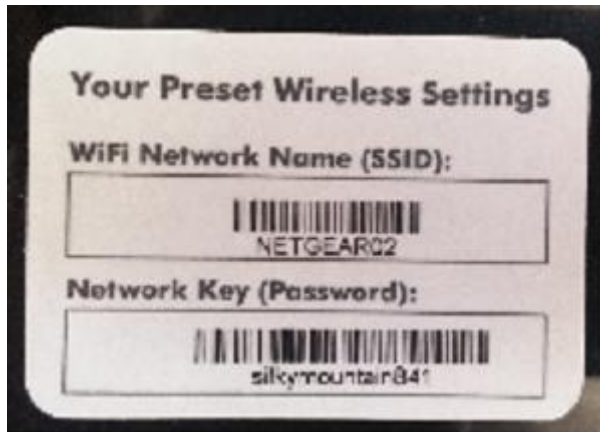 Your Preset Wireless Settings
WiFi Network Name (SSID):
NETGEAR02
Network Key (Password):
silkymountain841